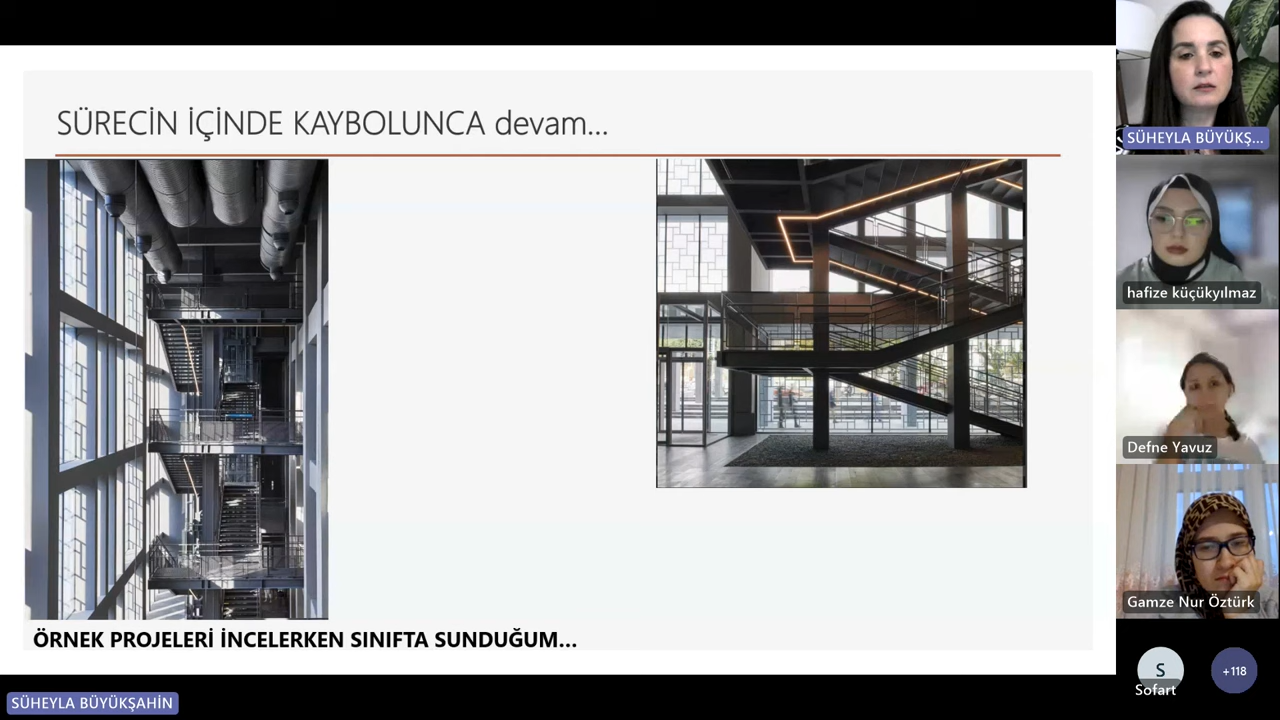 SÜRECİN İÇİNDE KAYBOLUNCA devam...
ÖRNEK PROJELERİ İNCELERKEN SINIFTA SUNDUĞUM...
SÜHEYLA BÜYÜKŞAHİN
SÜHEYLA BÜYÜKŞ...
hafize küçükyılmaz
Defne Yavuz
Gamze Nur Öztürk
S
Sofart
+118